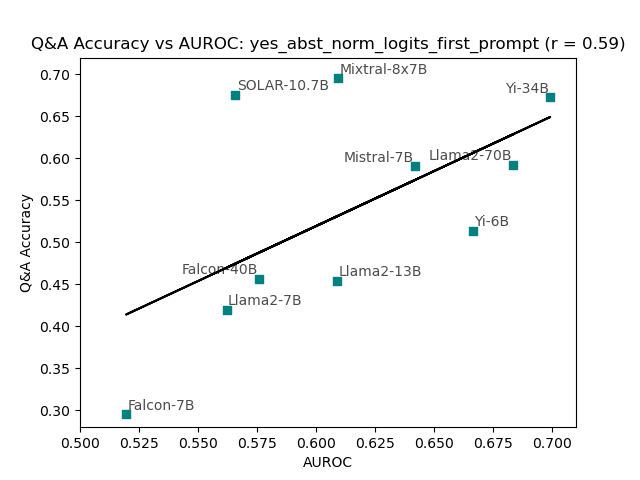 Q&A Accuracy vs AUROC: yes_abst_norm_logits_first_prompt (r = 0.59)
Mixtral-8x7B
SOLAR-10.7B
Yi-34B
Mistral-7B
Llama2-70B
Yi-6B
Falcon-40B
Llama2-13B
Llama2-7B
Falcon-7B
Q&A Accuracy
0.70
0.65
0.60
0.55
0.50
0.45
0.40
0.35
0.30
0.500 0.525 0.550 0.575 0.600 0.625 0.650 0.675 0.700
AUROC